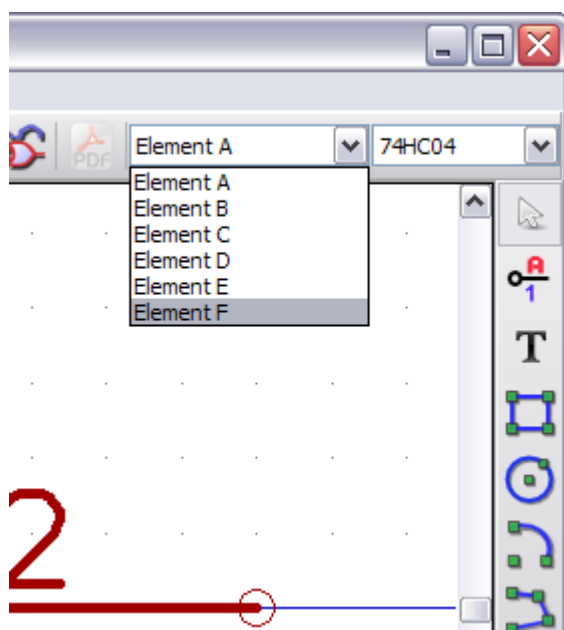 PDF
Element A
74HC04
Element A
Element B
Element C
Element D
Element E
Element F
A
1
T
2